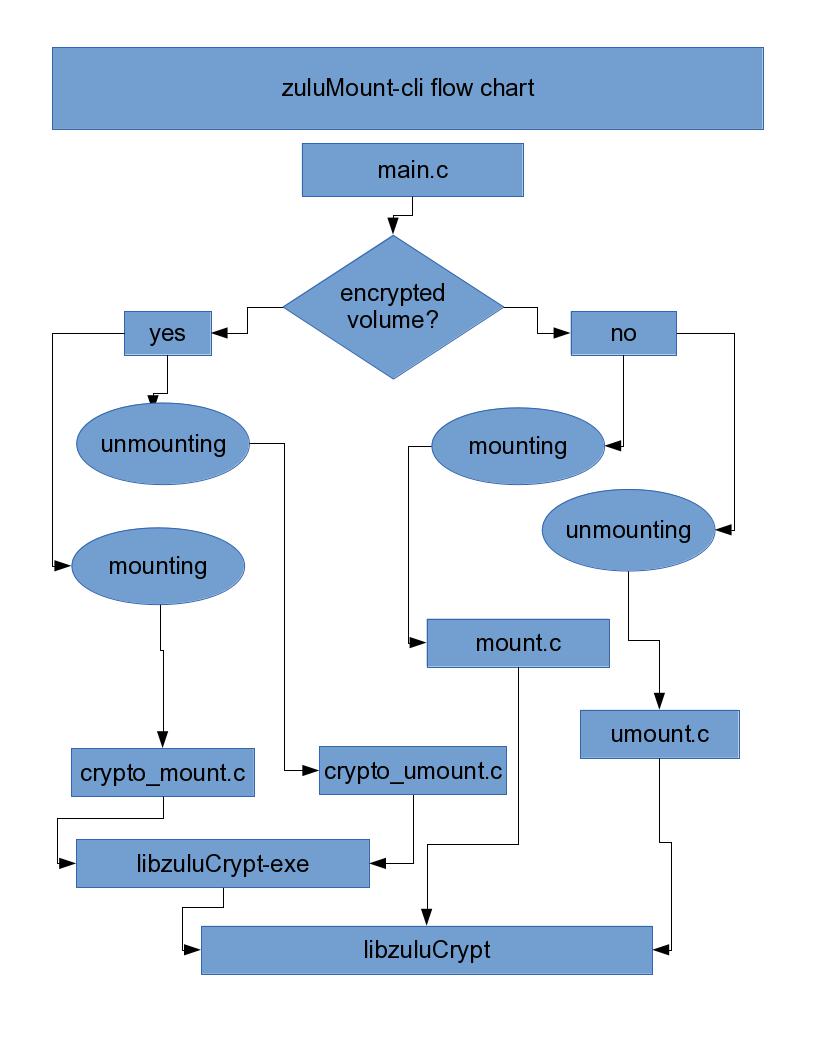 zuluMount-cli flow chart
main.c
encrypted
volume?
yes
no
unmounting
mounting
unmounting
mounting
mount.c
umount.c
crypto_mount.c
crypto_umount.c
libzuluCrypt-exe
libzuluCrypt